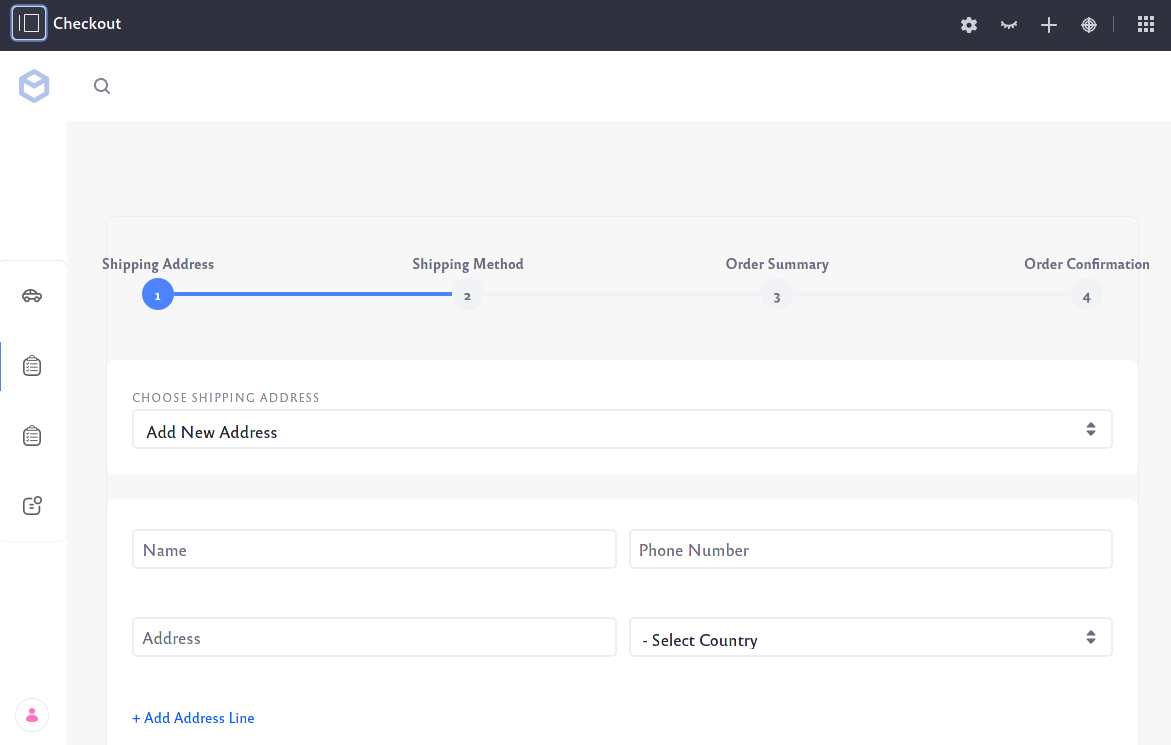 Checkout
Shipping Address
Shipping Method
Order Summary
Order Confirmation
1
2
3
4
CHOOSE SHIPPING ADDRESS
Add New Address
Name
Phone Number
Address
- Select Country
+ Add Address Line